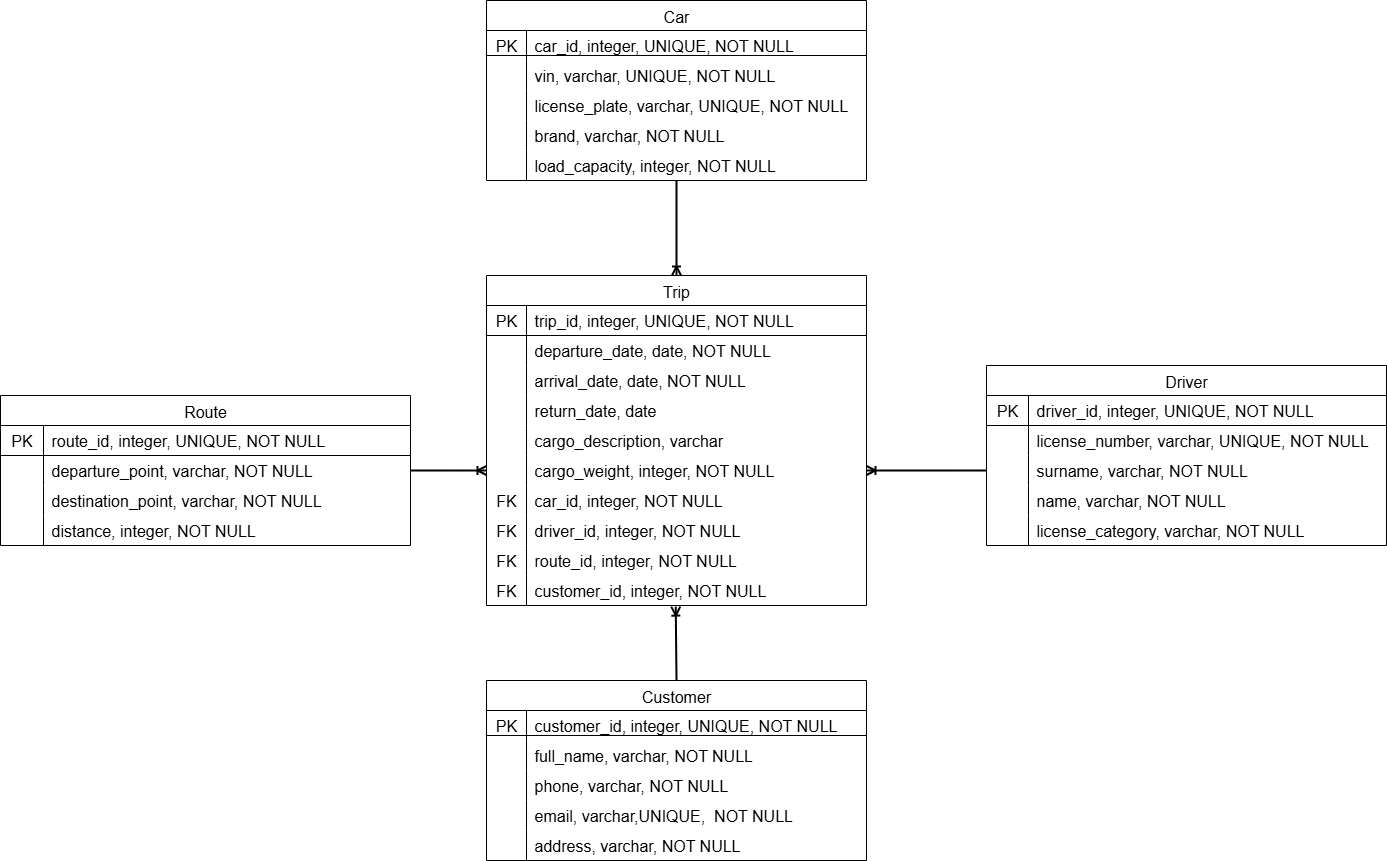 Car
PK car_id, integer, UNIQUE, NOT NULL
vin, varchar, UNIQUE, NOT NULL
license_plate, varchar, UNIQUE, NOT NULL
brand, varchar, NOT NULL
load_capacity, integer, NOT NULL
Trip
PK trip_id, integer, UNIQUE, NOT NULL
departure_date, date, NOT NULL
arrival_date, date, NOT NULL
return_date, date
cargo_description, varchar
cargo_weight, integer, NOT NULL
FK car_id, integer, NOT NULL
FK driver_id, integer, NOT NULL
FK route_id, integer, NOT NULL
FK customer_id, integer, NOT NULL
Route
PK route_id, integer, UNIQUE, NOT NULL
departure_point, varchar, NOT NULL
destination_point, varchar, NOT NULL
distance, integer, NOT NULL
Driver
PK driver_id, integer, UNIQUE, NOT NULL
license_number, varchar, UNIQUE, NOT NULL
surname, varchar, NOT NULL
name, varchar, NOT NULL
license_category, varchar, NOT NULL
Customer
PK customer_id, integer, UNIQUE, NOT NULL
full_name, varchar, NOT NULL
phone, varchar, NOT NULL
email, varchar,UNIQUE,  NOT NULL
address, varchar, NOT NULL